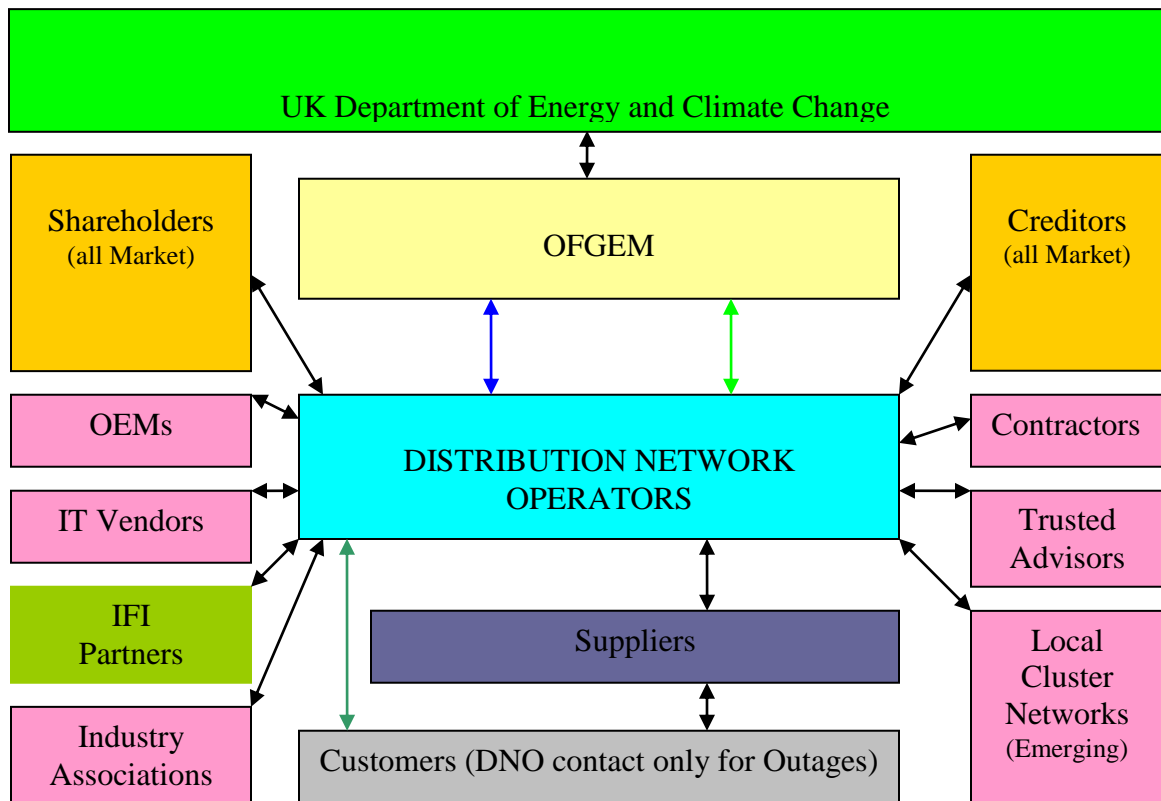 UK Department of Energy and Climate Change
Shareholders
(all Market)
OFGEM
Creditors
(all Market)
OEMs
DISTRIBUTION NETWORK
OPERATORS
Contractors
IT Vendors
Trusted
Advisors
IFI
Partners
Suppliers
Local
Cluster
Networks
(Emerging)
Industry
Associations
Customers (DNO contact only for Outages)